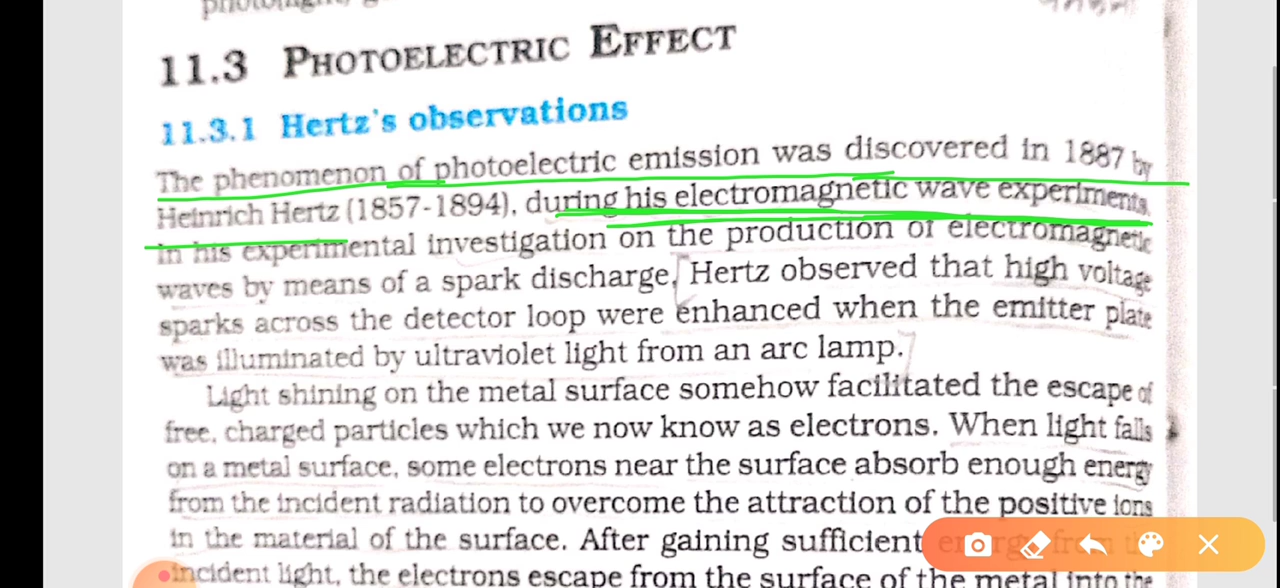 11.3 PHOTOELECTRIC EFFECT
11.3.1 Hertz's observations
The phenomenon of photoelectric emission was discovered in 1887 by
Heinrich Hertz (1857-1894), during his electromagnetic wave experiments.
In his experimental investigation on the production of electromagnetic
waves by means of a spark discharge, Hertz observed that high voltage
sparks across the detector loop were enhanced when the emitter plate
was illuminated by ultraviolet light from an arc lamp.
Light shining on the metal surface somehow facilitated the escape of
free, charged particles which we now know as electrons. When light falls
on a metal surface, some electrons near the surface absorb enough energy
from the incident radiation to overcome the attraction of the positive ions
in the material of the surface. After gaining sufficient
incident light, the electrons escape from the surface of the metal into the